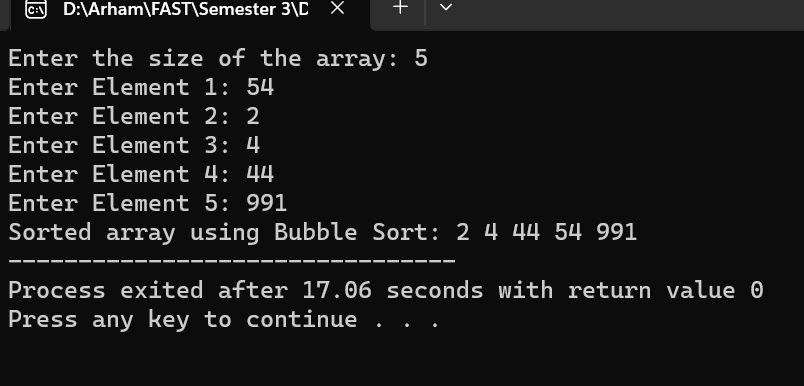 D:\Arham\FAST\Semester 3\D
Enter the size of the array: 5
Enter Element 1: 54
Enter Element 2: 2
Enter Element 3: 4
Enter Element 4: 44
Enter Element 5: 991
Sorted array using Bubble Sort: 2 4 44 54 991
--------------------------------
Process exited after 17.06 seconds with return value 0
Press any key to continue . . .